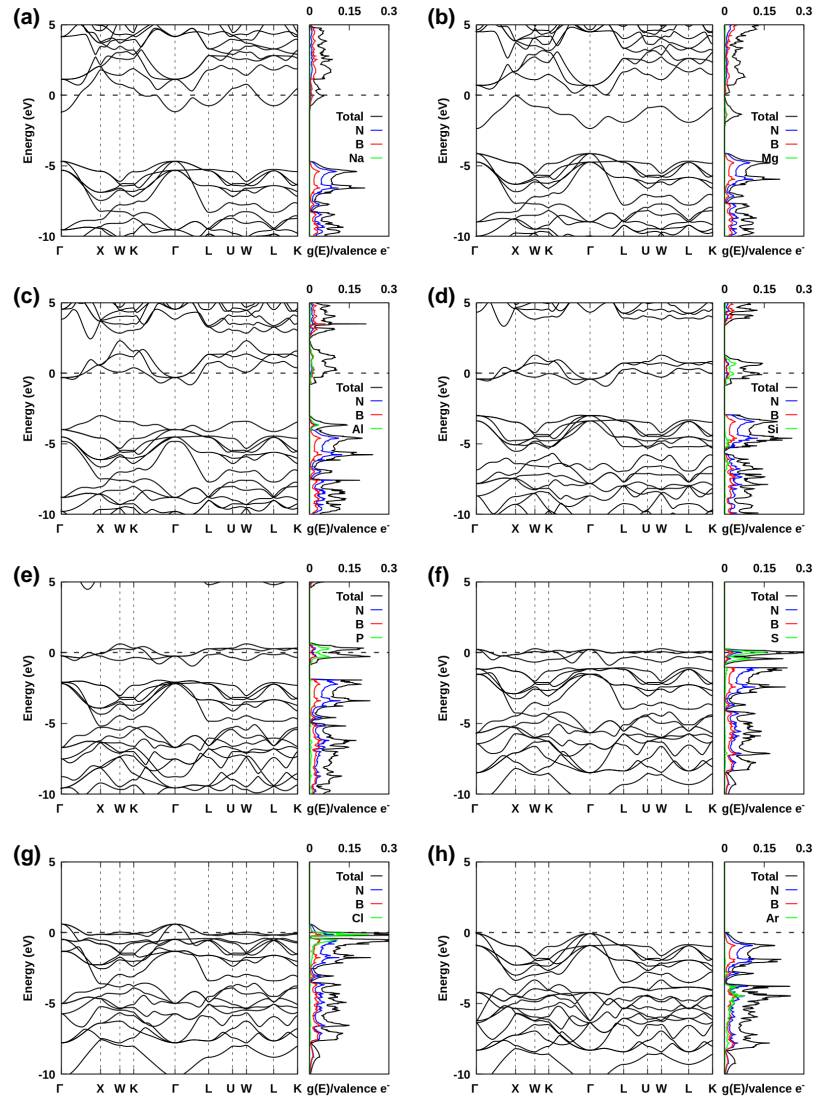 (a) 0 0.15 0.3
5
0
-5
-10
Energy (eV)
Total
N
B
Na
Γ X W K Γ L U W L K g(E)/valence e-
(b) 0 0.15 0.3
5
0
-5
-10
Energy (eV)
Total
N
B
Mg
Γ X W K Γ L U W L K g(E)/valence e-
(c) 0 0.15 0.3
5
0
-5
-10
Energy (eV)
Total
N
B
Al
Γ X W K Γ L U W L K g(E)/valence e-
(d) 0 0.15 0.3
5
0
-5
-10
Energy (eV)
Total
N
B
Si
Γ X W K Γ L U W L K g(E)/valence e-
(e) 0 0.15 0.3
5
0
-5
-10
Energy (eV)
Total
N
B
P
Γ X W K Γ L U W L K g(E)/valence e-
(f) 0 0.15 0.3
5
0
-5
-10
Energy (eV)
Total
N
B
S
Γ X W K Γ L U W L K g(E)/valence e-
(g) 0 0.15 0.3
5
0
-5
-10
Energy (eV)
Total
N
B
Cl
Γ X W K Γ L U W L K g(E)/valence e-
(h) 0 0.15 0.3
5
0
-5
-10
Energy (eV)
Total
N
B
Ar
Γ X W K Γ L U W L K g(E)/valence e-